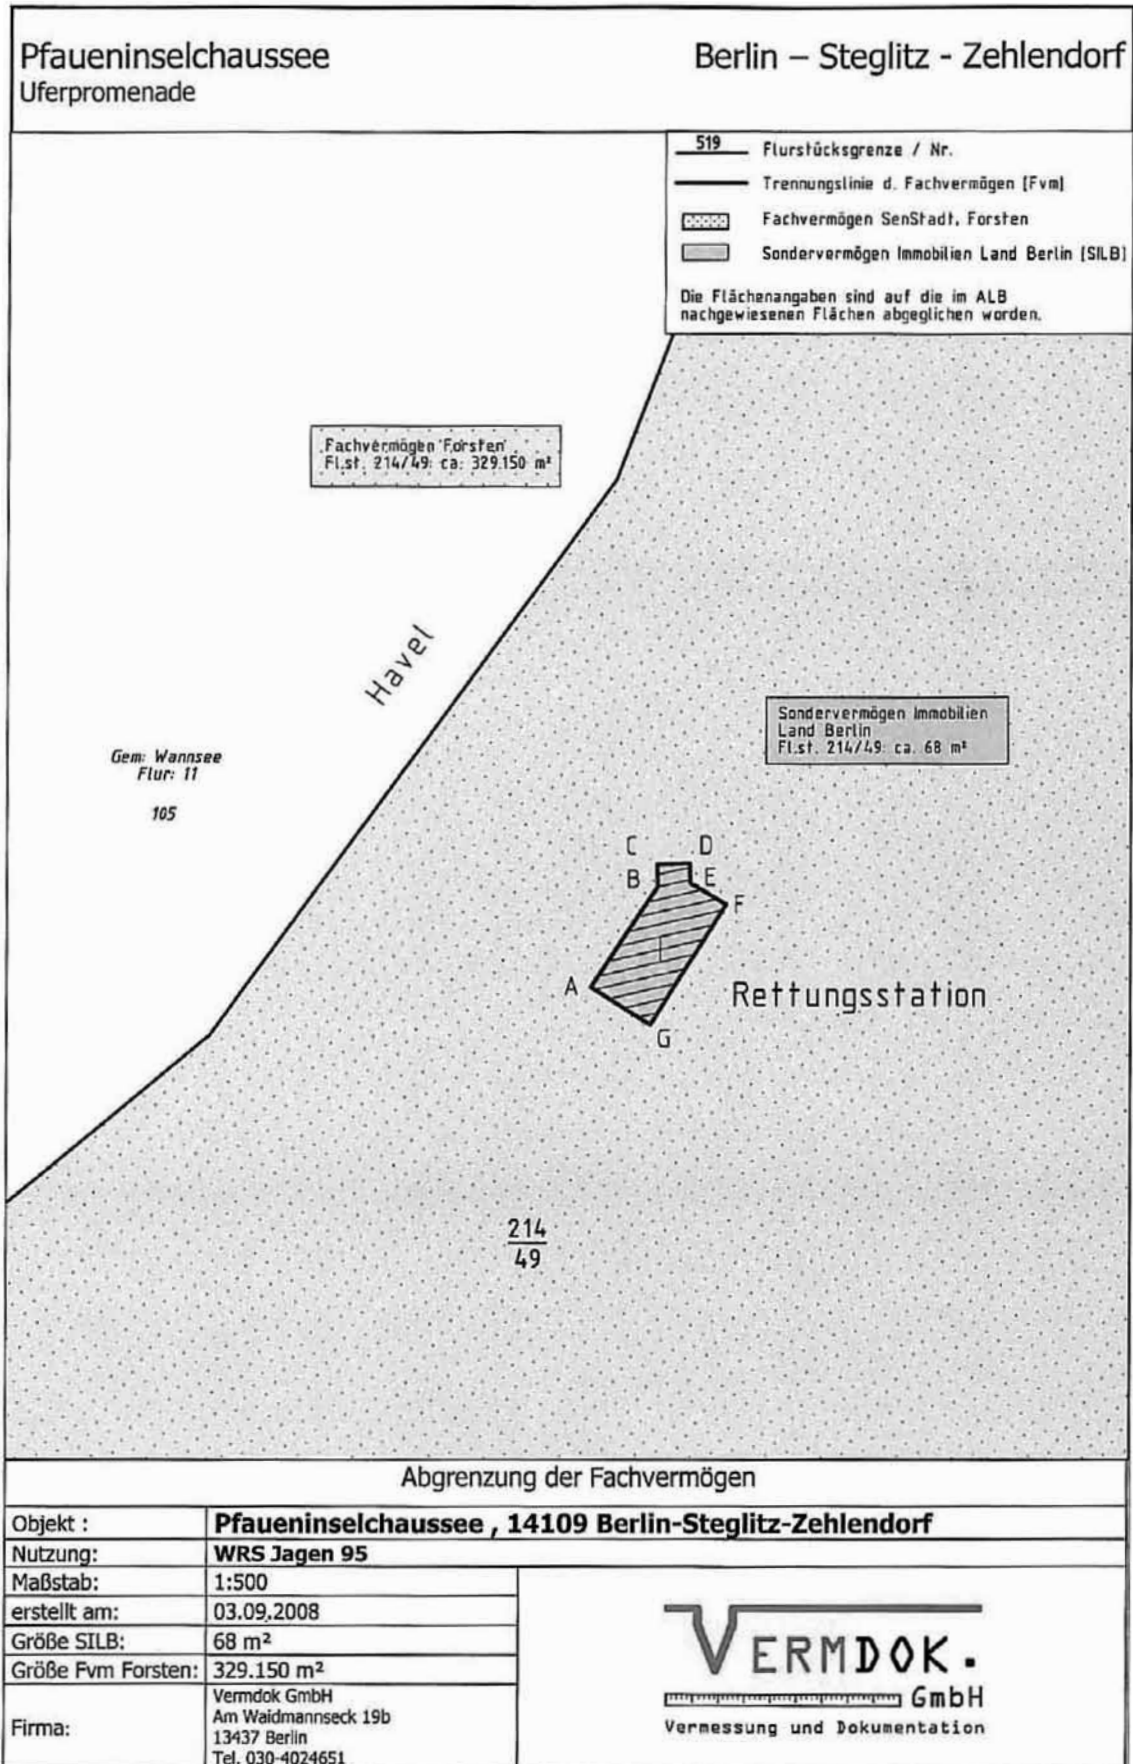 Pfaueninselchaussee
Uferpromenade
Berlin – Steglitz - Zehlendorf
519 Flurstücksgrenze / Nr.
Trennungslinie d. Fachvermögen [Fvm]
Fachvermögen SenStadt, Forsten
Sondervermögen Immobilien Land Berlin [SILB]
Die Flächenangaben sind auf die im ALB
nachgewiesenen Flächen abgeglichen worden.
Fachvermögen Forsten
Fl.st. 214/49: ca. 329.150 m²
Havel
Sondervermögen Immobilien
Land Berlin
Fl.st. 214/49: ca. 68 m²
Gem: Wannsee
Flur: 11
105
C D
B E
F
A
Rettungsstation
G
214
49
Abgrenzung der Fachvermögen
Objekt : Pfaueninselchaussee , 14109 Berlin-Steglitz-Zehlendorf
Nutzung: WRS Jagen 95
Maßstab: 1:500
erstellt am: 03.09.2008
Größe SILB: 68 m²
Größe Fvm Forsten: 329.150 m²
Firma:
Vermdok GmbH
Am Waidmannseck 19b
13437 Berlin
Tel. 030-4024651
VERMDOK.
GmbH
Vermessung und Dokumentation